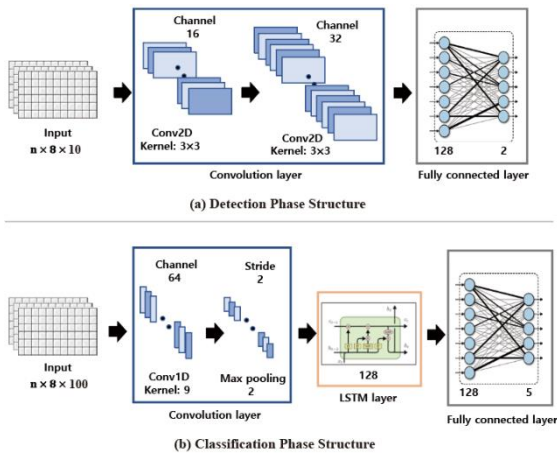 Channel
16
Channel
32
Input
n × 8 × 10
Conv2D
Kernel: 3×3
Conv2D
Kernel: 3×3
128
2
Convolution layer
Fully connected layer
(a) Detection Phase Structure
Channel
64
Stride
2
Input
n × 8 × 100
Conv1D
Kernel: 9
Max pooling
2
128
128
5
Convolution layer
LSTM layer
Fully connected layer
(b) Classification Phase Structure